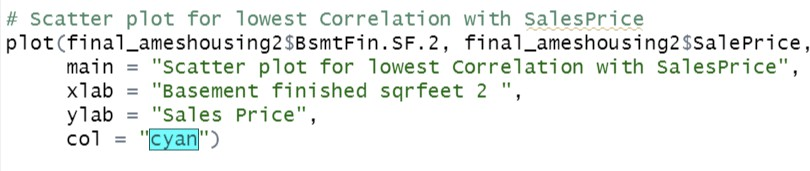 # Scatter plot for lowest Correlation with SalesPrice
plot(final_ameshousing2$BsmtFin.SF.2, final_ameshousing2$SalePrice,
     main = "Scatter plot for lowest Correlation with SalesPrice",
     xlab = "Basement finished sqrfeet 2 ",
     ylab = "Sales Price",
     col = "cyan")